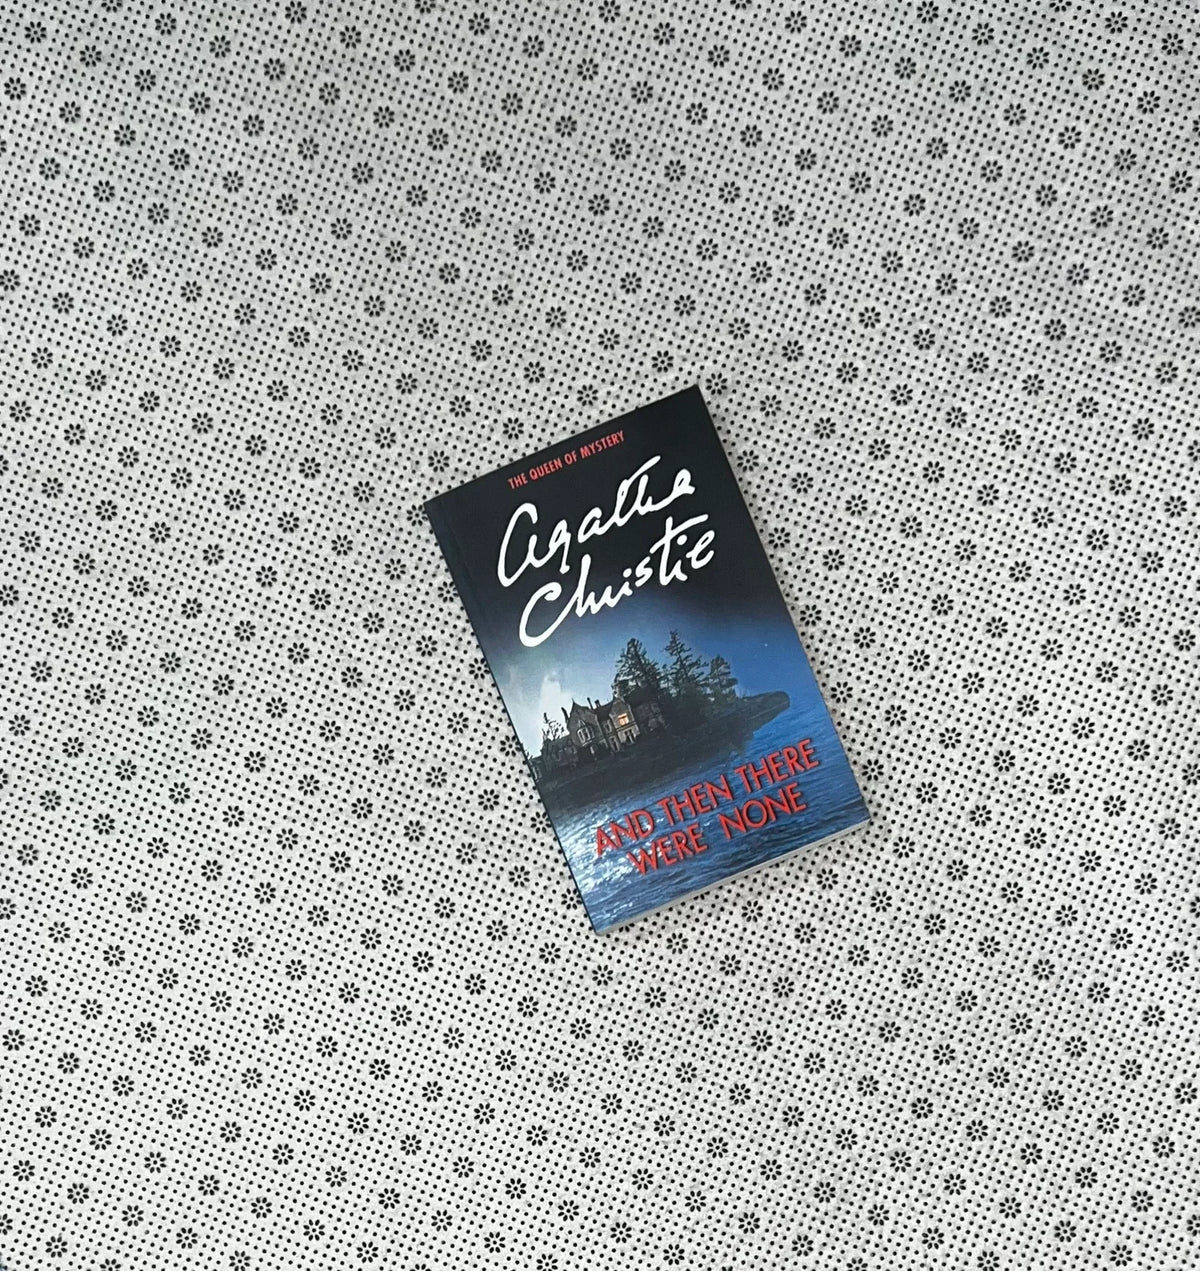 THE QUEEN OF MYSTERY
Agatha
Christie
AND THEN THERE
WERE NONE